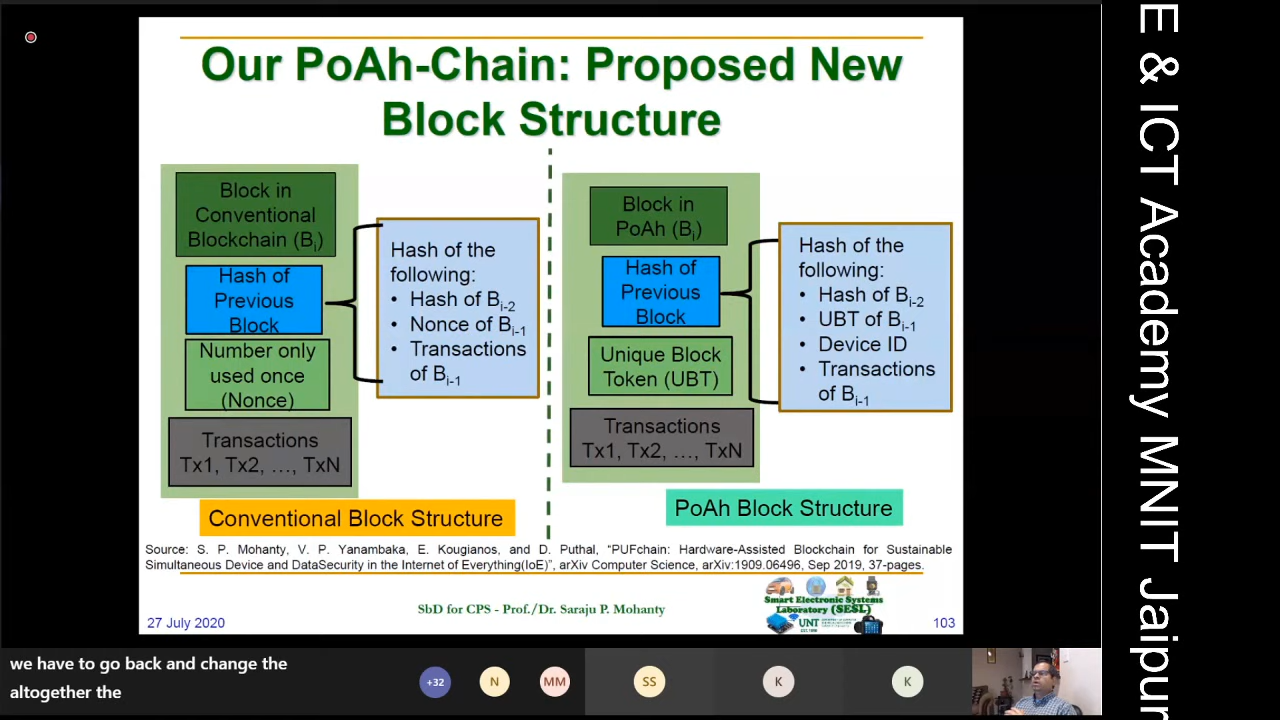 Our PoAh-Chain: Proposed New
Block Structure
Block in
Conventional
Blockchain (Bi)
Hash of
Previous
Block
Number only
used once
(Nonce)
Transactions
Tx1, Tx2, …, TxN
Hash of the
following:
• Hash of Bi-2
• Nonce of Bi-1
• Transactions
of Bi-1
Conventional Block Structure
Block in
PoAh (Bi)
Hash of
Previous
Block
Unique Block
Token (UBT)
Transactions
Tx1, Tx2, …, TxN
Hash of the
following:
• Hash of Bi-2
• UBT of Bi-1
• Device ID
• Transactions
of Bi-1
PoAh Block Structure
Source: S. P. Mohanty, V. P. Yanambaka, E. Kougianos, and D. Puthal, “PUFchain: Hardware-Assisted Blockchain for Sustainable
Simultaneous Device and DataSecurity in the Internet of Everything(IoE)”, arXiv Computer Science, arXiv:1909.06496, Sep 2019, 37-pages.
27 July 2020
SbD for CPS - Prof./Dr. Saraju P. Mohanty
Smart Electronic Systems
Laboratory (SESL)
UNT
103
we have to go back and change the
altogether the
+32
N
MM
SS
K
K
E & ICT Academy MNIT Jaipur